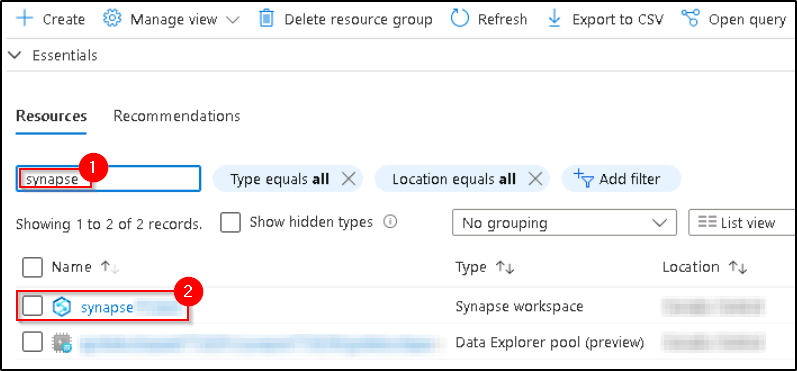 + Create Manage view Delete resource group Refresh Export to CSV Open query
Essentials
Resources Recommendations
synapse 1 Type equals all Location equals all Add filter
Showing 1 to 2 of 2 records. Show hidden types No grouping List view
Name ↑↓ Type ↑↓ Location ↑↓
synapse 2 Synapse workspace
Data Explorer pool (preview)